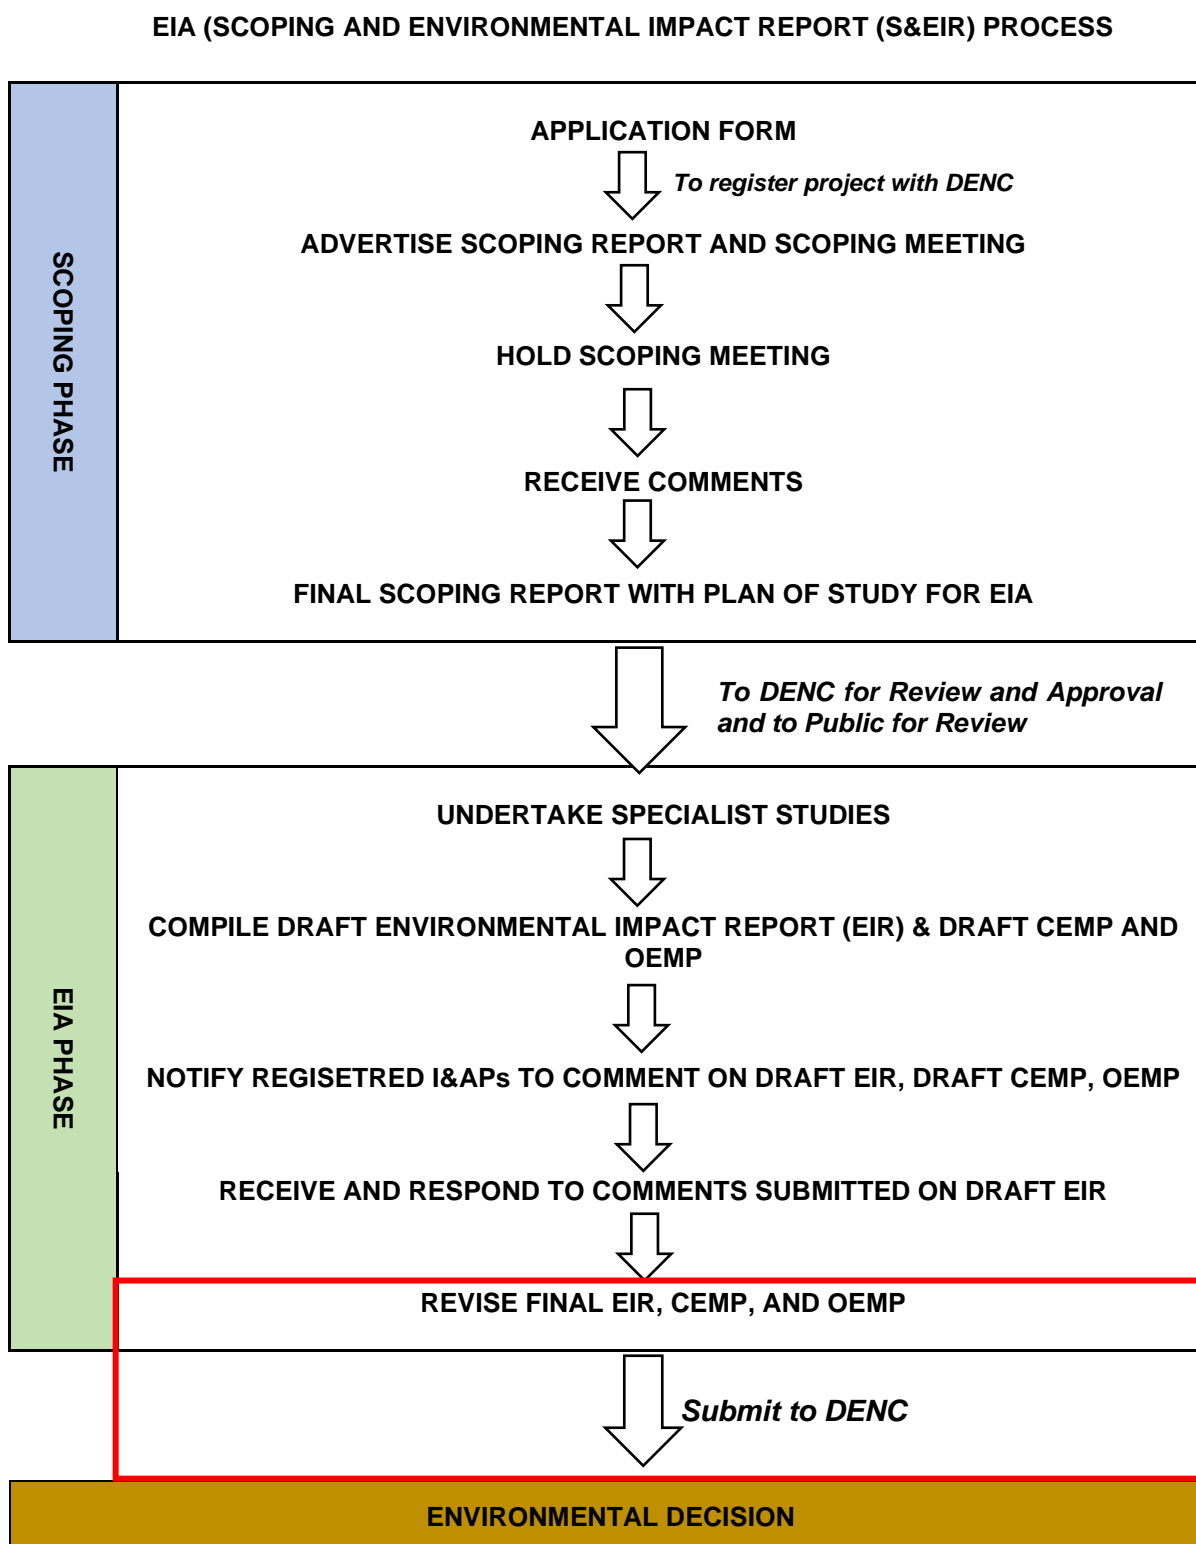 EIA (SCOPING AND ENVIRONMENTAL IMPACT REPORT (S&EIR) PROCESS
SCOPING PHASE
APPLICATION FORM
To register project with DENC
ADVERTISE SCOPING REPORT AND SCOPING MEETING
HOLD SCOPING MEETING
RECEIVE COMMENTS
FINAL SCOPING REPORT WITH PLAN OF STUDY FOR EIA
To DENC for Review and Approval
and to Public for Review
EIA PHASE
UNDERTAKE SPECIALIST STUDIES
COMPILE DRAFT ENVIRONMENTAL IMPACT REPORT (EIR) & DRAFT CEMP AND
OEMP
NOTIFY REGISETRED I&APs TO COMMENT ON DRAFT EIR, DRAFT CEMP, OEMP
RECEIVE AND RESPOND TO COMMENTS SUBMITTED ON DRAFT EIR
REVISE FINAL EIR, CEMP, AND OEMP
Submit to DENC
ENVIRONMENTAL DECISION